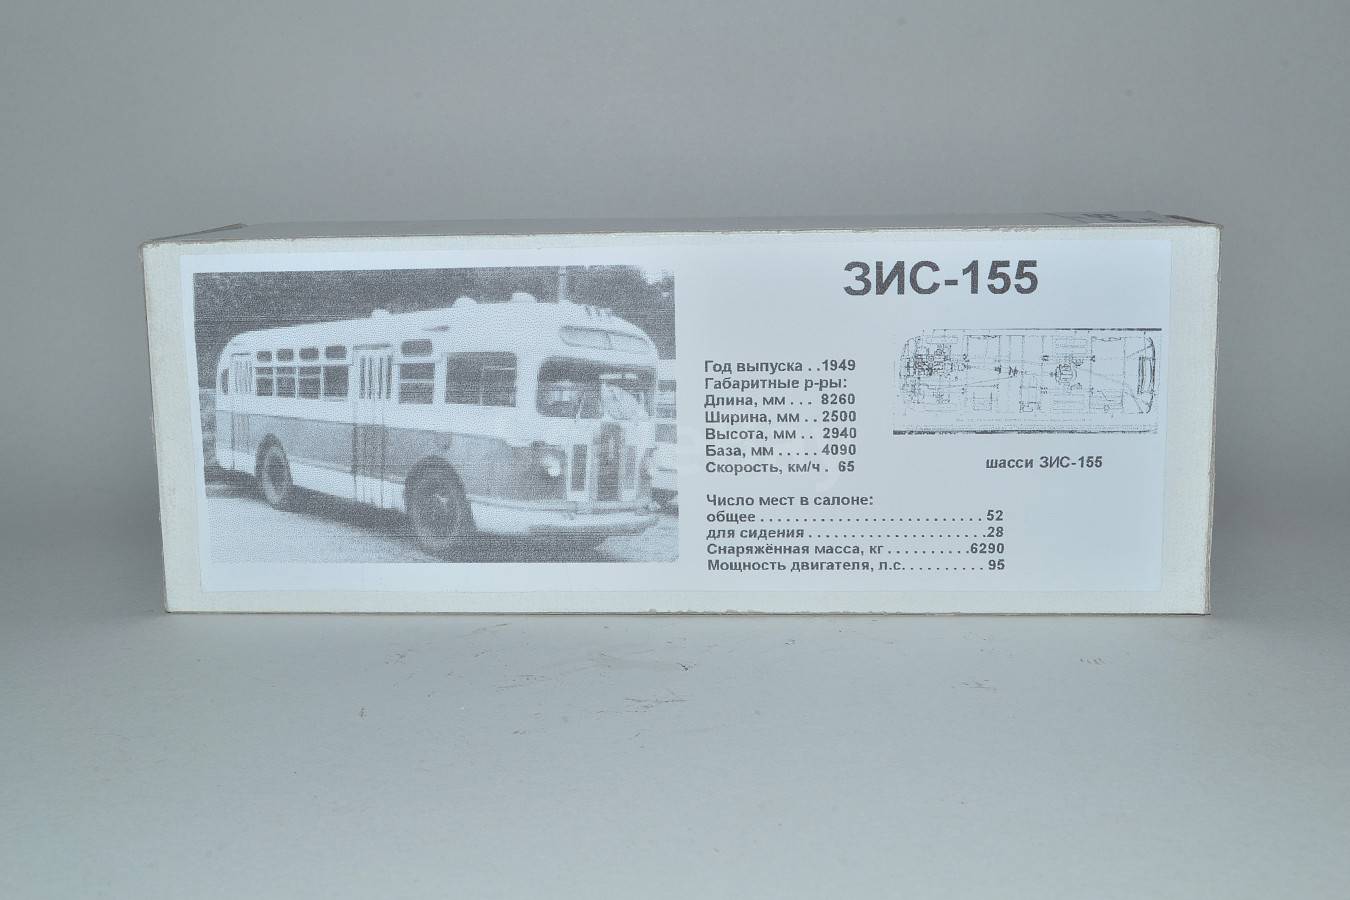 ЗИС-155
Год выпуска . .1949
Габаритные р-ры:
Длина, мм . . . 8260
Ширина, мм . . 2500
Высота, мм . . 2940
База, мм . . . . . 4090
Скорость, км/ч . 65
шасси ЗИС-155
Число мест в салоне:
общее . . . . . . . . . . . . . . . . . . . . . . . . . . 52
для сидения . . . . . . . . . . . . . . . . . . . . .28
Снаряжённая масса, кг . . . . . . . . . .6290
Мощность двигателя, л.с. . . . . . . . . . 95